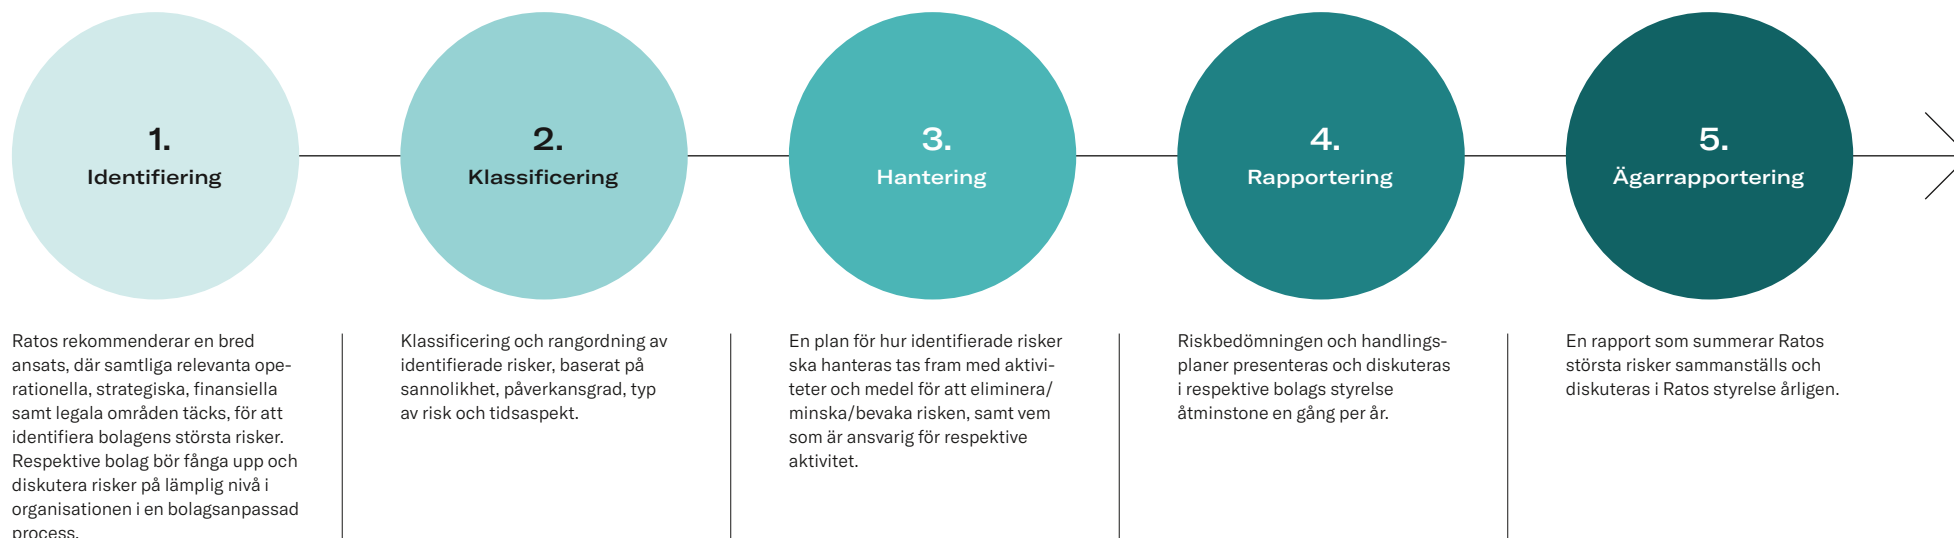 1.
Identifiering
Ratos rekommenderar en bred
ansats, där samtliga relevanta ope-
rationella, strategiska, finansiella
samt legala områden täcks, för att
identifiera bolagens största risker.
Respektive bolag bör fånga upp och
diskutera risker på lämplig nivå i
organisationen i en bolagsanpassad
process.
2.
Klassificering
Klassificering och rangordning av
identifierade risker, baserat på
sannolikhet, påverkansgrad, typ
av risk och tidsaspekt.
3.
Hantering
En plan för hur identifierade risker
ska hanteras tas fram med aktivi-
teter och medel för att eliminera/
minska/bevaka risken, samt vem
som är ansvarig för respektive
aktivitet.
4.
Rapportering
Riskbedömningen och handlings-
planer presenteras och diskuteras
i respektive bolags styrelse
åtminstone en gång per år.
5.
Ägarrapportering
En rapport som summerar Ratos
största risker sammanställs och
diskuteras i Ratos styrelse årligen.